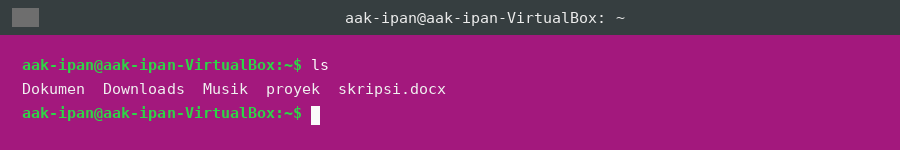 aak-ipan@aak-ipan-VirtualBox: ~
aak-ipan@aak-ipan-VirtualBox:~$ ls
Dokumen  Downloads  Musik  proyek  skripsi.docx
aak-ipan@aak-ipan-VirtualBox:~$